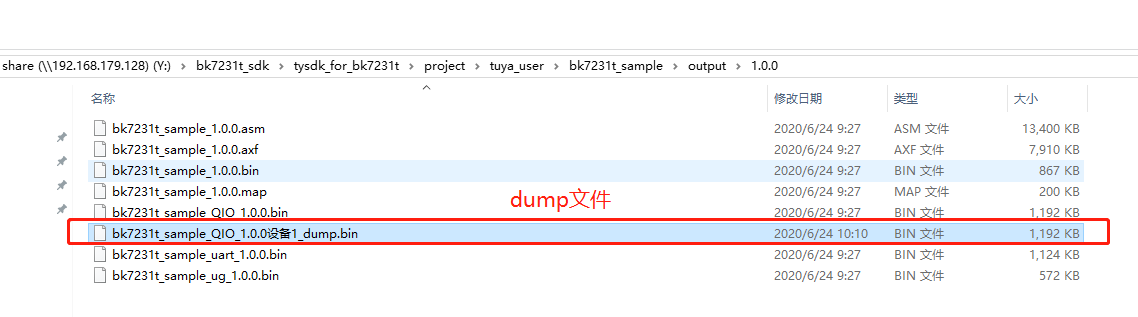 share (\\192.168.179.128) (Y:) > bk7231t_sdk > tysdk_for_bk7231t > project > tuya_user > bk7231t_sample > output > 1.0.0
名称 修改日期 类型 大小
bk7231t_sample_1.0.0.asm 2020/6/24 9:27 ASM 文件 13,400 KB
bk7231t_sample_1.0.0.axf 2020/6/24 9:27 AXF 文件 7,910 KB
bk7231t_sample_1.0.0.bin 2020/6/24 9:27 BIN 文件 867 KB
bk7231t_sample_1.0.0.map 2020/6/24 9:27 MAP 文件 200 KB
dump文件
bk7231t_sample_QIO_1.0.0.bin 2020/6/24 9:27 BIN 文件 1,192 KB
bk7231t_sample_QIO_1.0.0设备1_dump.bin 2020/6/24 10:10 BIN 文件 1,192 KB
bk7231t_sample_uart_1.0.0.bin 2020/6/24 9:27 BIN 文件 1,124 KB
bk7231t_sample_ug_1.0.0.bin 2020/6/24 9:27 BIN 文件 572 KB